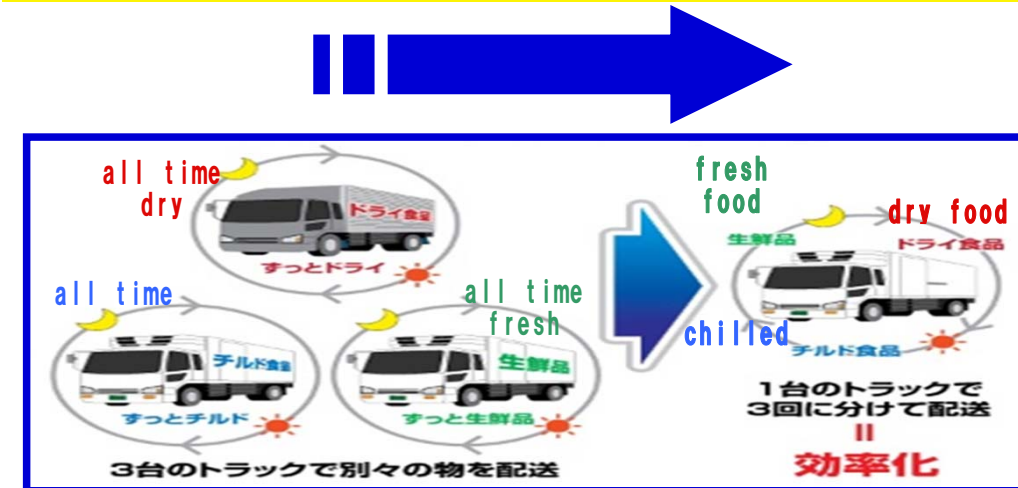 all time
dry
ドライ食品
ずっとドライ
all time
チルド食品
ずっとチルド
all time
fresh
生鮮品
ずっと生鮮品
3台のトラックで別々の物を配送
fresh
food
生鮮品
dry food
ドライ食品
chilled
チルド食品
1台のトラックで
3回に分けて配送
=
効率化